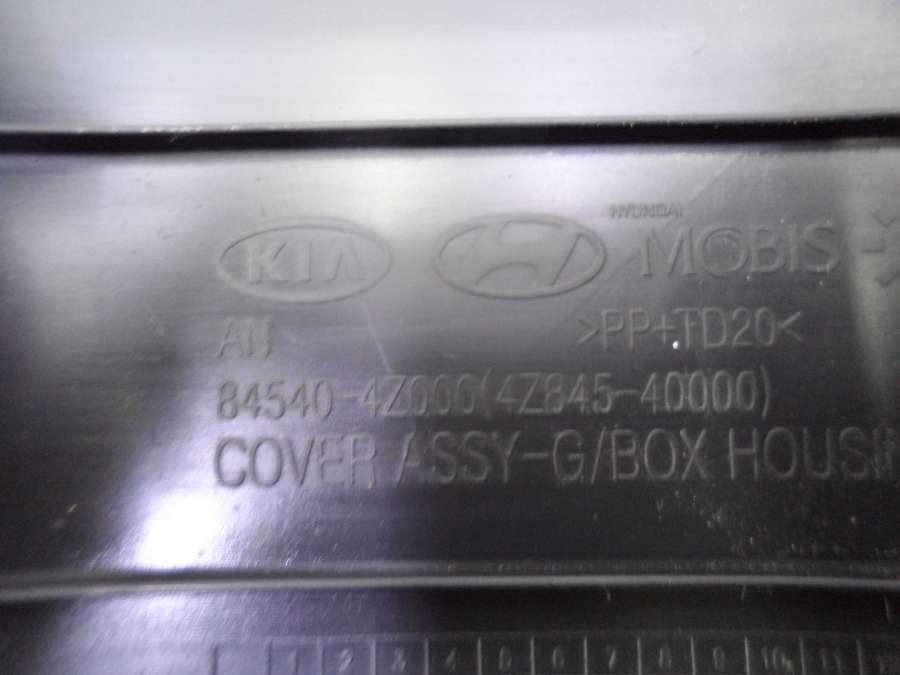 KIA HYUNDAI MOBIS
AN >PP+TD20<
84540-4Z000(4Z845-40000)
COVER ASSY-G/BOX
1 2 3 4 5 6 7 8 9 10 11